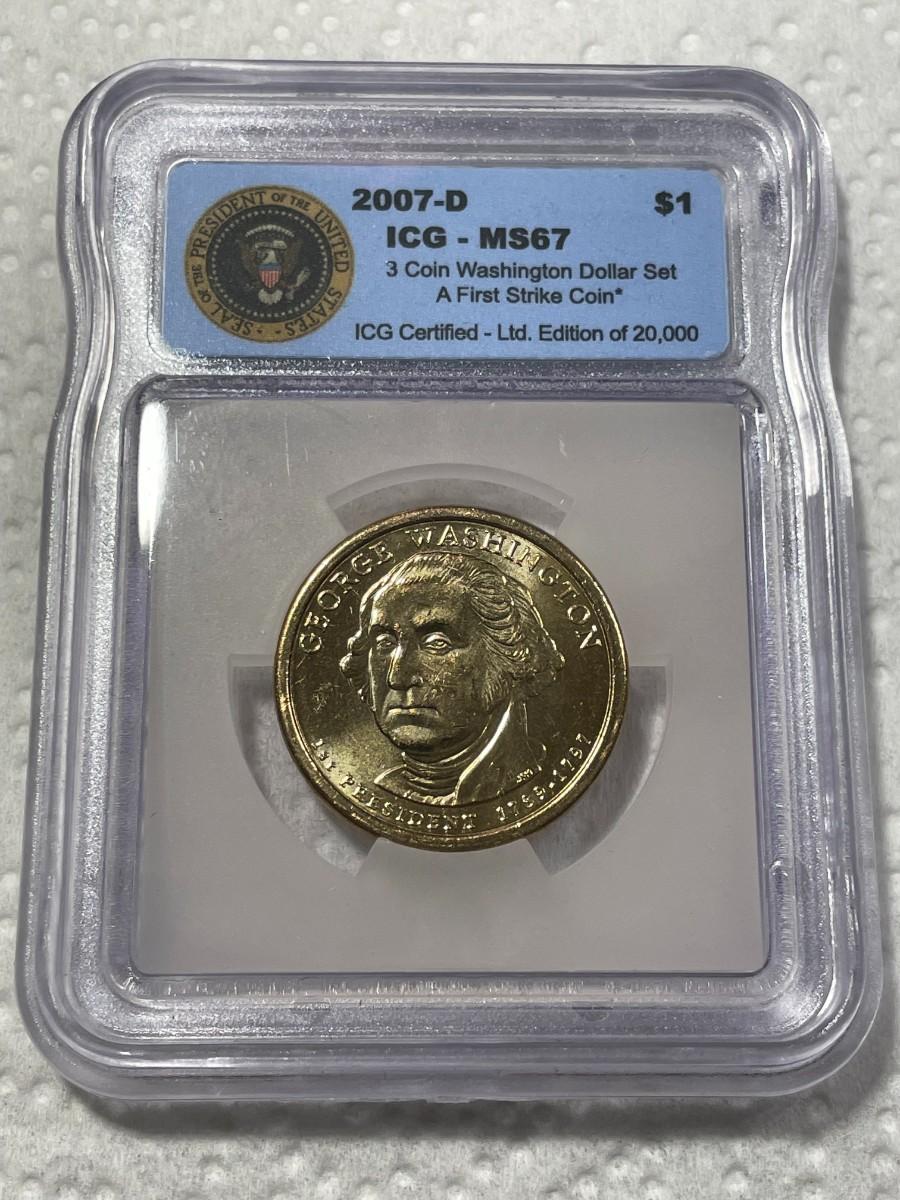 SEAL OF THE PRESIDENT OF THE UNITED STATES
2007-D $1
ICG - MS67
3 Coin Washington Dollar Set
A First Strike Coin*
ICG Certified - Ltd. Edition of 20,000
GEORGE WASHINGTON
1ST PRESIDENT 1789-1797